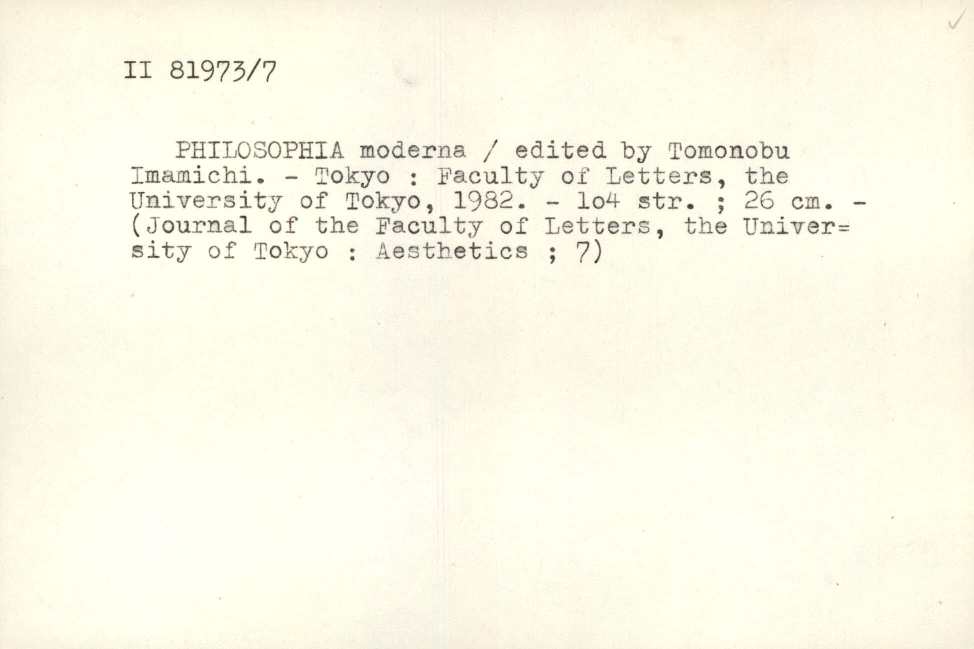 II 81973/7
PHILOSOPHIA moderna / edited by Tomonobu
Imamichi. - Tokyo : Faculty of Letters, the
University of Tokyo, 1982. - lo4 str. ; 26 cm. -
(Journal of the Faculty of Letters, the Univer=
sity of Tokyo : Aesthetics ; 7)